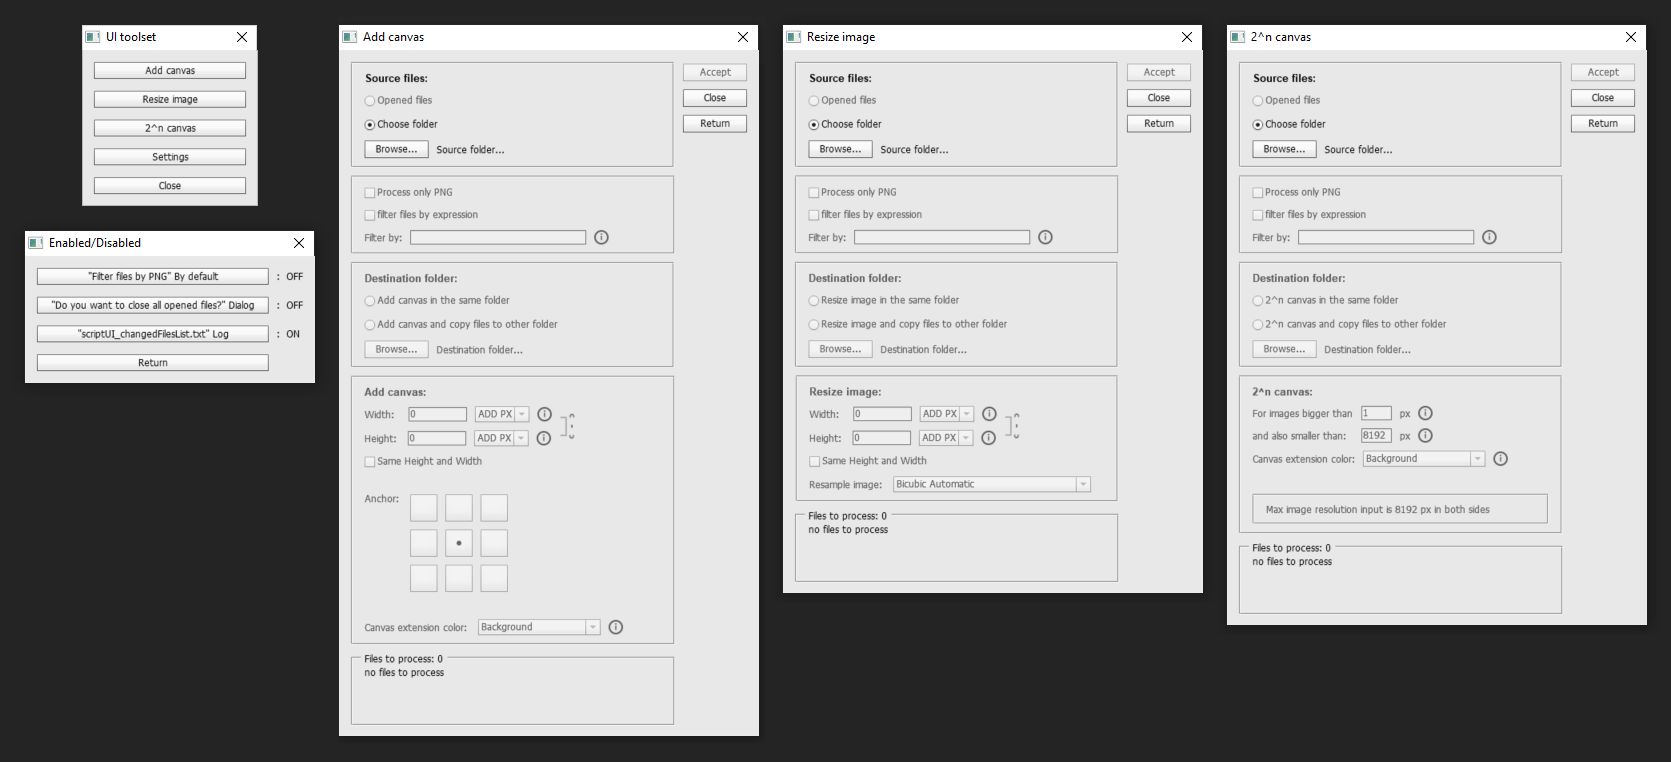 UI toolset
Add canvas
Resize image
2^n canvas
Settings
Close
Enabled/Disabled
"Filter files by PNG" By default : OFF
"Do you want to close all opened files?" Dialog : OFF
"scriptUI_changedFilesList.txt" Log : ON
Return
Add canvas
Source files:
Opened files
Choose folder
Browse... Source folder...
Accept
Close
Return
Process only PNG
filter files by expression
Filter by:
Destination folder:
Add canvas in the same folder
Add canvas and copy files to other folder
Browse... Destination folder...
Add canvas:
Width: 0 ADD PX
Height: 0 ADD PX
Same Height and Width
Anchor:
Canvas extension color: Background
Files to process: 0
no files to process
Resize image
Source files:
Opened files
Choose folder
Browse... Source folder...
Accept
Close
Return
Process only PNG
filter files by expression
Filter by:
Destination folder:
Resize image in the same folder
Resize image and copy files to other folder
Browse... Destination folder...
Resize image:
Width: 0 ADD PX
Height: 0 ADD PX
Same Height and Width
Resample image: Bicubic Automatic
Files to process: 0
no files to process
2^n canvas
Source files:
Opened files
Choose folder
Browse... Source folder...
Accept
Close
Return
Process only PNG
filter files by expression
Filter by:
Destination folder:
2^n canvas in the same folder
2^n canvas and copy files to other folder
Browse... Destination folder...
2^n canvas:
For images bigger than 1 px
and also smaller than: 8192 px
Canvas extension color: Background
Max image resolution input is 8192 px in both sides
Files to process: 0
no files to process